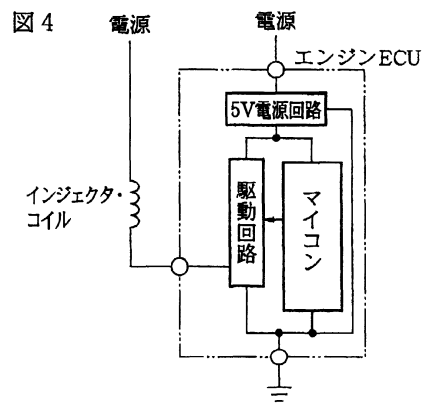 図4
電源
電源
エンジンECU
5V電源回路
インジェクタ・
コイル
駆動回路
マイコン